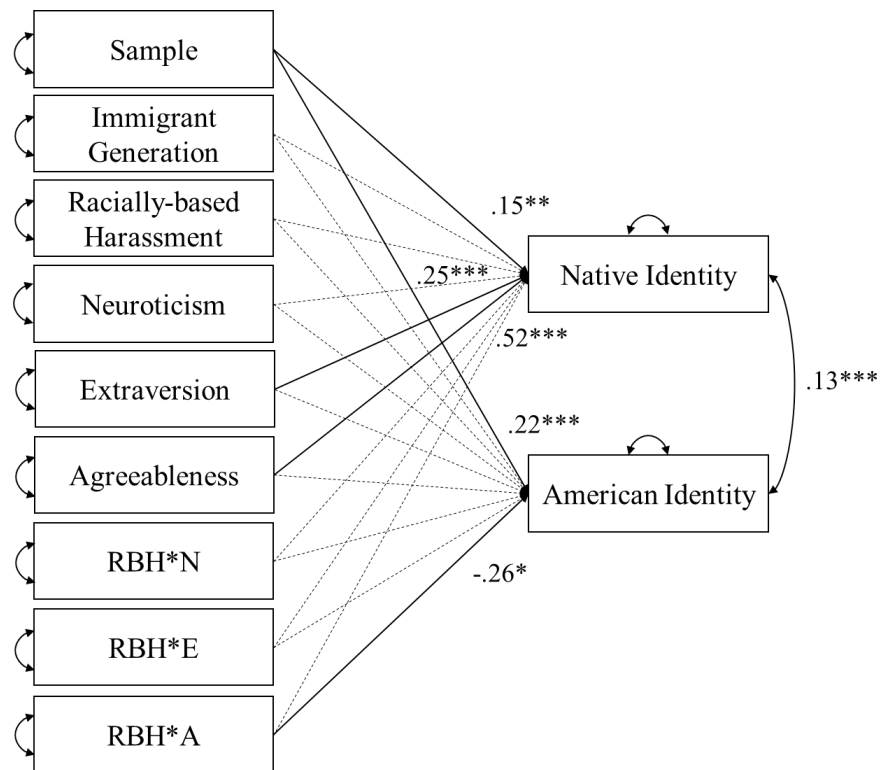 Sample
Immigrant
Generation
Racially-based
Harassment
Neuroticism
Extraversion
Agreeableness
RBH*N
RBH*E
RBH*A
.15**
.25***
.52***
.22***
-.26*
Native Identity
American Identity
.13***